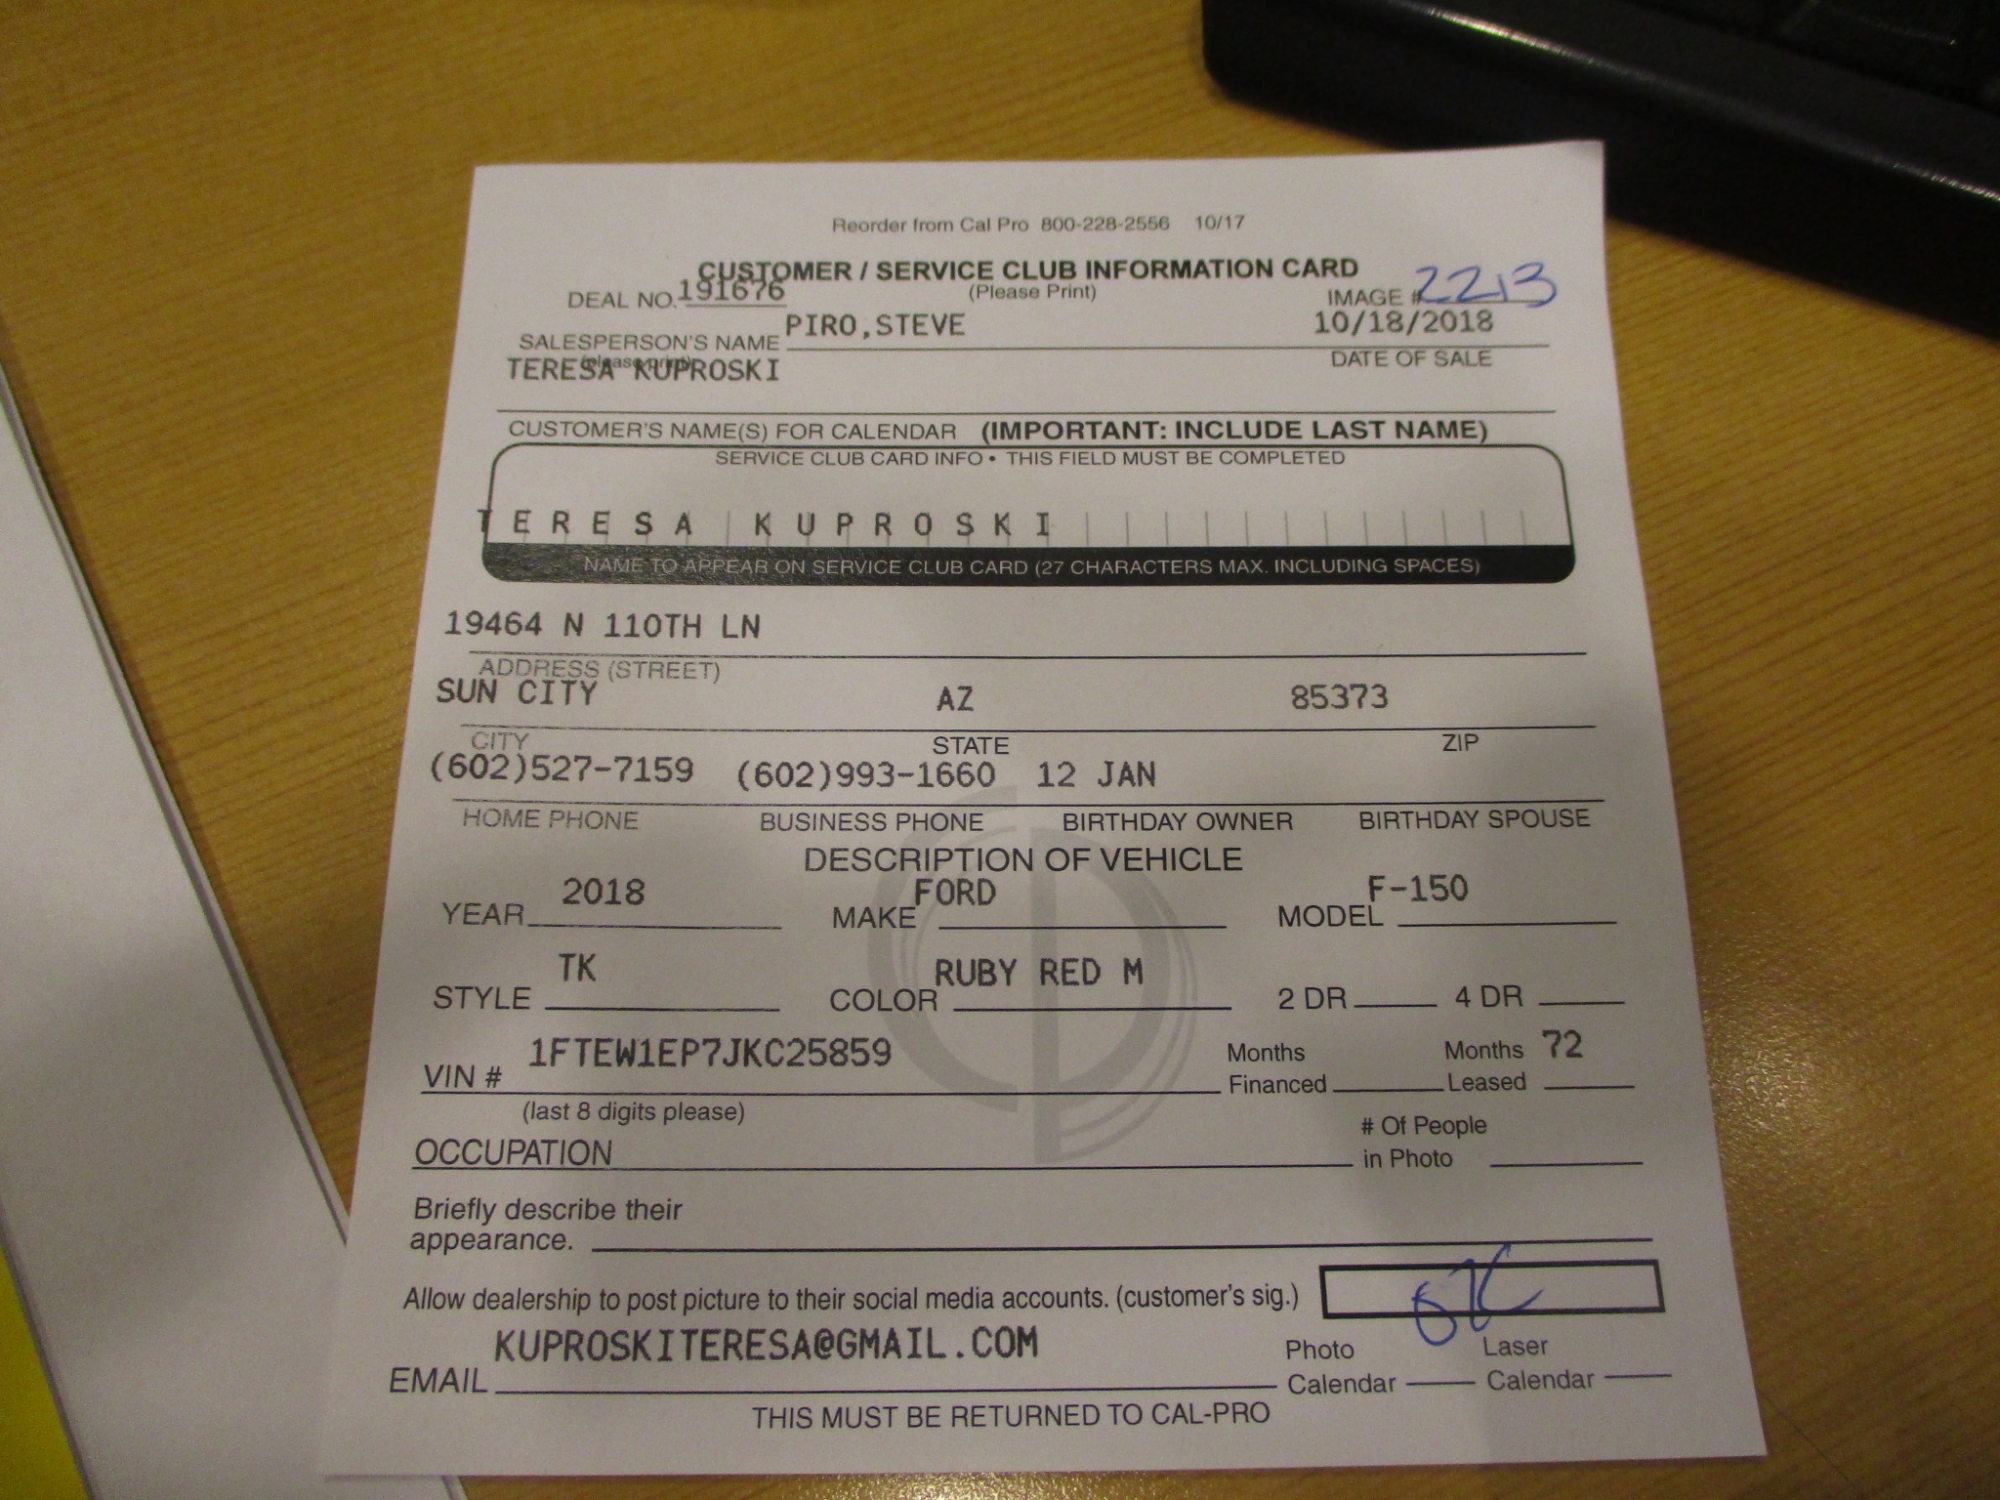 Reorder from Cal Pro 800-228-2556 10/17
CUSTOMER / SERVICE CLUB INFORMATION CARD
DEAL NO. 191676 (Please Print) IMAGE # 2213
SALESPERSON'S NAME PIRO,STEVE 10/18/2018
(please print) DATE OF SALE
TERESA KUPROSKI
CUSTOMER'S NAME(S) FOR CALENDAR (IMPORTANT: INCLUDE LAST NAME)
SERVICE CLUB CARD INFO • THIS FIELD MUST BE COMPLETED
TERESA KUPROSKI
NAME TO APPEAR ON SERVICE CLUB CARD (27 CHARACTERS MAX. INCLUDING SPACES)
19464 N 110TH LN
ADDRESS (STREET)
SUN CITY AZ 85373
CITY STATE ZIP
(602)527-7159 (602)993-1660 12 JAN
HOME PHONE BUSINESS PHONE BIRTHDAY OWNER BIRTHDAY SPOUSE
DESCRIPTION OF VEHICLE
YEAR 2018 MAKE FORD MODEL F-150
STYLE TK COLOR RUBY RED M 2 DR 4 DR
VIN # 1FTEW1EP7JKC25859 Months Financed Months Leased 72
(last 8 digits please)
OCCUPATION # Of People in Photo
Briefly describe their
appearance.
Allow dealership to post picture to their social media accounts. (customer's sig.)
EMAIL KUPROSKITERESA@GMAIL.COM Photo Calendar Laser Calendar
THIS MUST BE RETURNED TO CAL-PRO